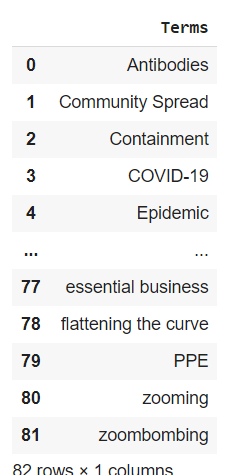 Terms
0 Antibodies
1 Community Spread
2 Containment
3 COVID-19
4 Epidemic
... ...
77 essential business
78 flattening the curve
79 PPE
80 zooming
81 zoombombing
82 rows × 1 columns